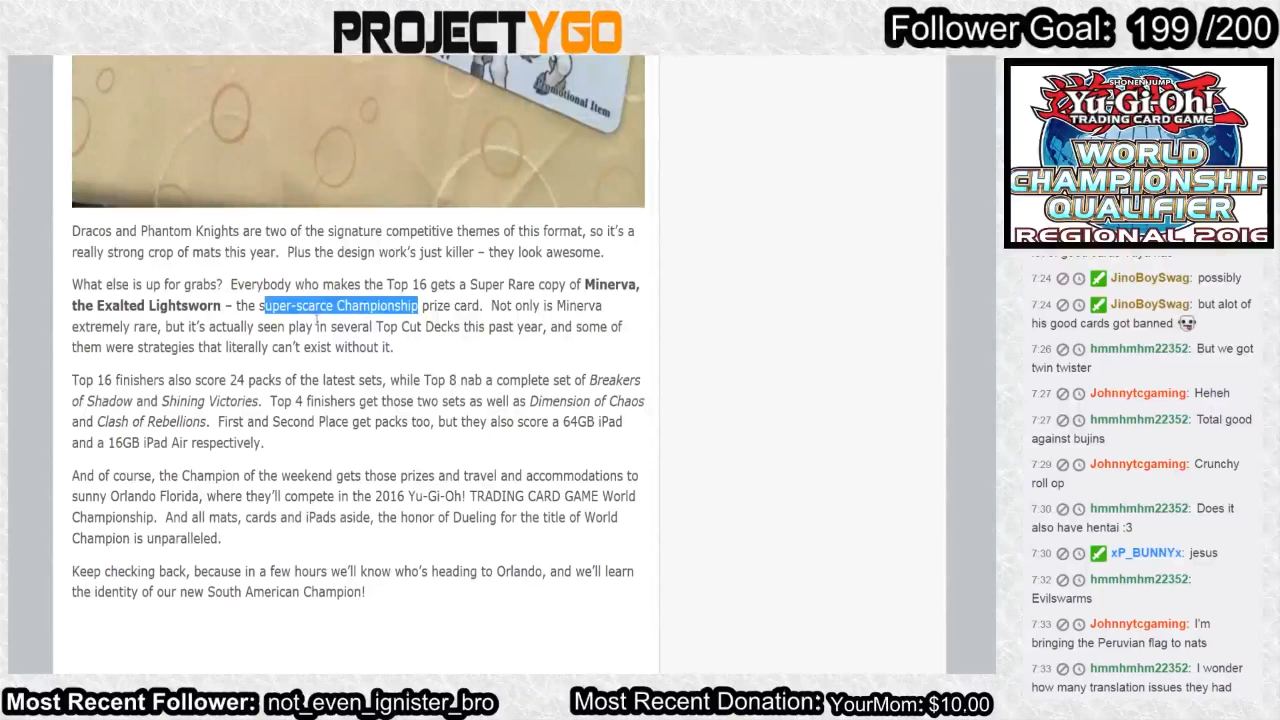 PROJECTYGO
Follower Goal: 199 /200
Promotional Item
SHONEN JUMP
Yu-Gi-Oh!
TRADING CARD GAME
WORLD
CHAMPIONSHIP
QUALIFIER
REGIONAL 2016
Dracos and Phantom Knights are two of the signature competitive themes of this format, so it's a
really strong crop of mats this year.  Plus the design work's just killer – they look awesome.
What else is up for grabs?  Everybody who makes the Top 16 gets a Super Rare copy of Minerva,
the Exalted Lightsworn – the super-scarce Championship prize card.  Not only is Minerva
extremely rare, but it's actually seen play in several Top Cut Decks this past year, and some of
them were strategies that literally can't exist without it.
Top 16 finishers also score 24 packs of the latest sets, while Top 8 nab a complete set of Breakers
of Shadow and Shining Victories.  Top 4 finishers get those two sets as well as Dimension of Chaos
and Clash of Rebellions.  First and Second Place get packs too, but they also score a 64GB iPad
and a 16GB iPad Air respectively.
And of course, the Champion of the weekend gets those prizes and travel and accommodations to
sunny Orlando Florida, where they'll compete in the 2016 Yu-Gi-Oh! TRADING CARD GAME World
Championship.  And all mats, cards and iPads aside, the honor of Dueling for the title of World
Champion is unparalleled.
Keep checking back, because in a few hours we'll know who's heading to Orlando, and we'll learn
the identity of our new South American Champion!
7:24 JinoBoySwag: possibly
7:24 JinoBoySwag: but alot of
his good cards got banned
7:26 hmmhmhm22352: But we got
twin twister
7:27 Johnnytcgaming: Heheh
7:27 hmmhmhm22352: Total good
against bujins
7:29 Johnnytcgaming: Crunchy
roll op
7:30 hmmhmhm22352: Does it
also have hentai :3
7:30 xP_BUNNYx: jesus
7:32 hmmhmhm22352:
Evilswarms
7:33 Johnnytcgaming: I'm
bringing the Peruvian flag to nats
7:33 hmmhmhm22352: I wonder
how many translation issues they had
Most Recent Follower: not_even_ignister_bro
Most Recent Donation: YourMom: $10.00